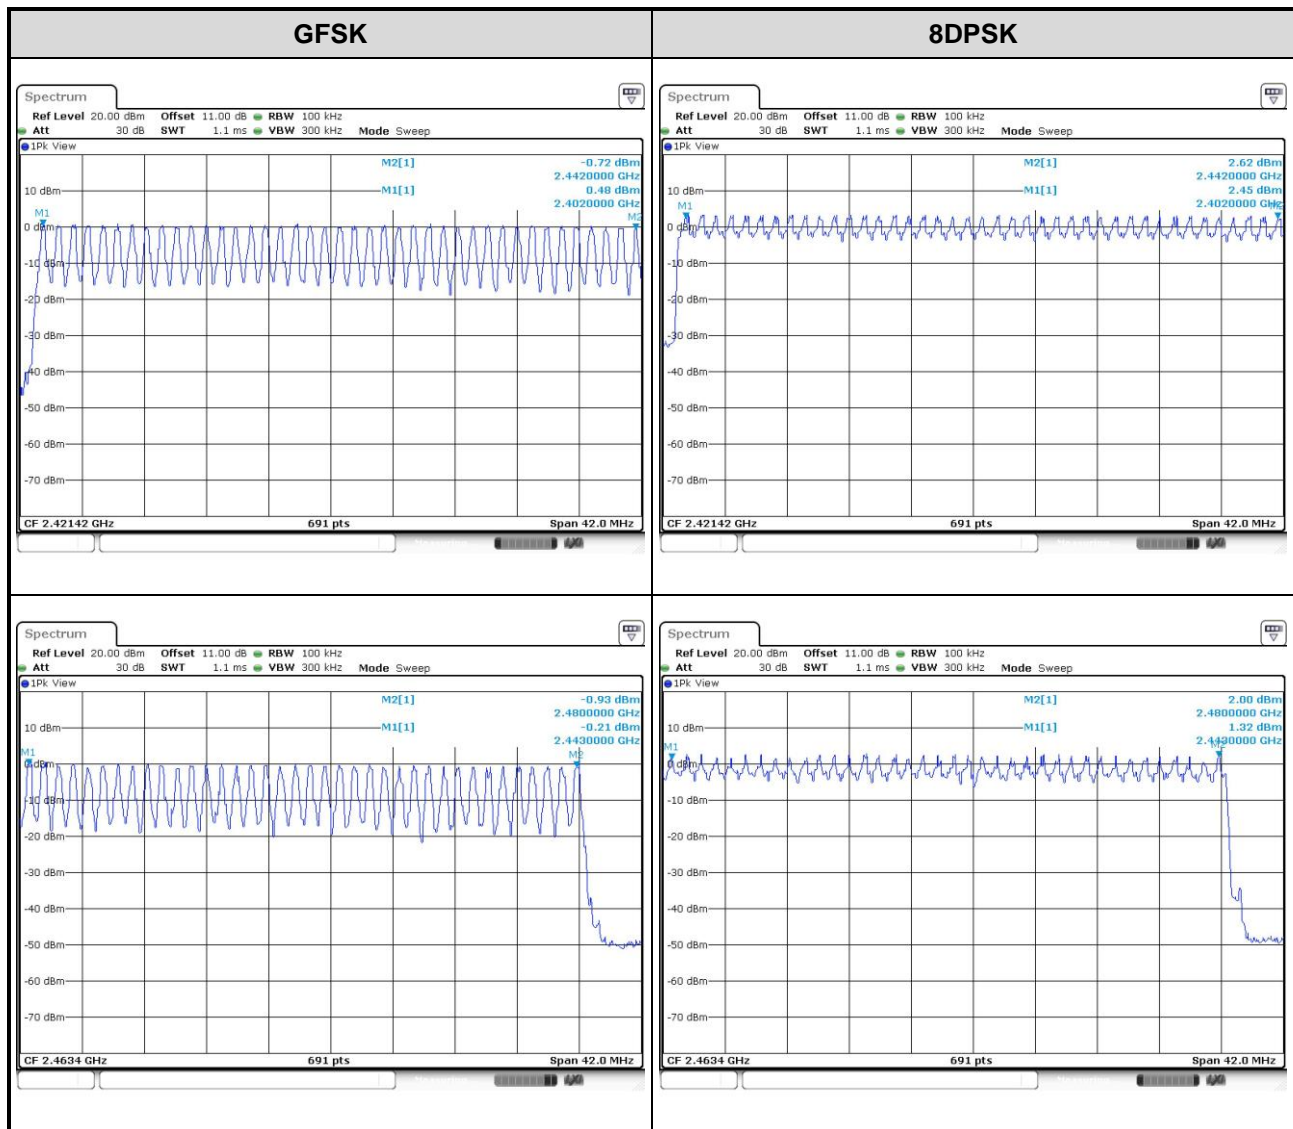 GFSK
8DPSK
Spectrum
Ref Level 20.00 dBm Offset 11.00 dB RBW 100 kHz
Att 30 dB SWT 1.1 ms VBW 300 kHz Mode Sweep
1Pk View
M2[1] -0.72 dBm
2.4420000 GHz
10 dBm
M1[1] 0.48 dBm
2.4020000 GHz
M1
M2
0 dBm
-10 dBm
-20 dBm
-30 dBm
-40 dBm
-50 dBm
-60 dBm
-70 dBm
CF 2.42142 GHz 691 pts Span 42.0 MHz
Spectrum
Ref Level 20.00 dBm Offset 11.00 dB RBW 100 kHz
Att 30 dB SWT 1.1 ms VBW 300 kHz Mode Sweep
1Pk View
M2[1] 2.62 dBm
2.4420000 GHz
10 dBm
M1[1] 2.45 dBm
2.4020000 GHz
M1
0 dBm
-10 dBm
-20 dBm
-30 dBm
-40 dBm
-50 dBm
-60 dBm
-70 dBm
CF 2.42142 GHz 691 pts Span 42.0 MHz
Spectrum
Ref Level 20.00 dBm Offset 11.00 dB RBW 100 kHz
Att 30 dB SWT 1.1 ms VBW 300 kHz Mode Sweep
1Pk View
M2[1] -0.93 dBm
2.4800000 GHz
10 dBm
M1[1] -0.21 dBm
2.4430000 GHz
M1
M2
0 dBm
-10 dBm
-20 dBm
-30 dBm
-40 dBm
-50 dBm
-60 dBm
-70 dBm
CF 2.4634 GHz 691 pts Span 42.0 MHz
Spectrum
Ref Level 20.00 dBm Offset 11.00 dB RBW 100 kHz
Att 30 dB SWT 1.1 ms VBW 300 kHz Mode Sweep
1Pk View
M2[1] 2.00 dBm
2.4800000 GHz
10 dBm
M1[1] 1.32 dBm
2.4430000 GHz
M1
0 dBm
-10 dBm
-20 dBm
-30 dBm
-40 dBm
-50 dBm
-60 dBm
-70 dBm
CF 2.4634 GHz 691 pts Span 42.0 MHz